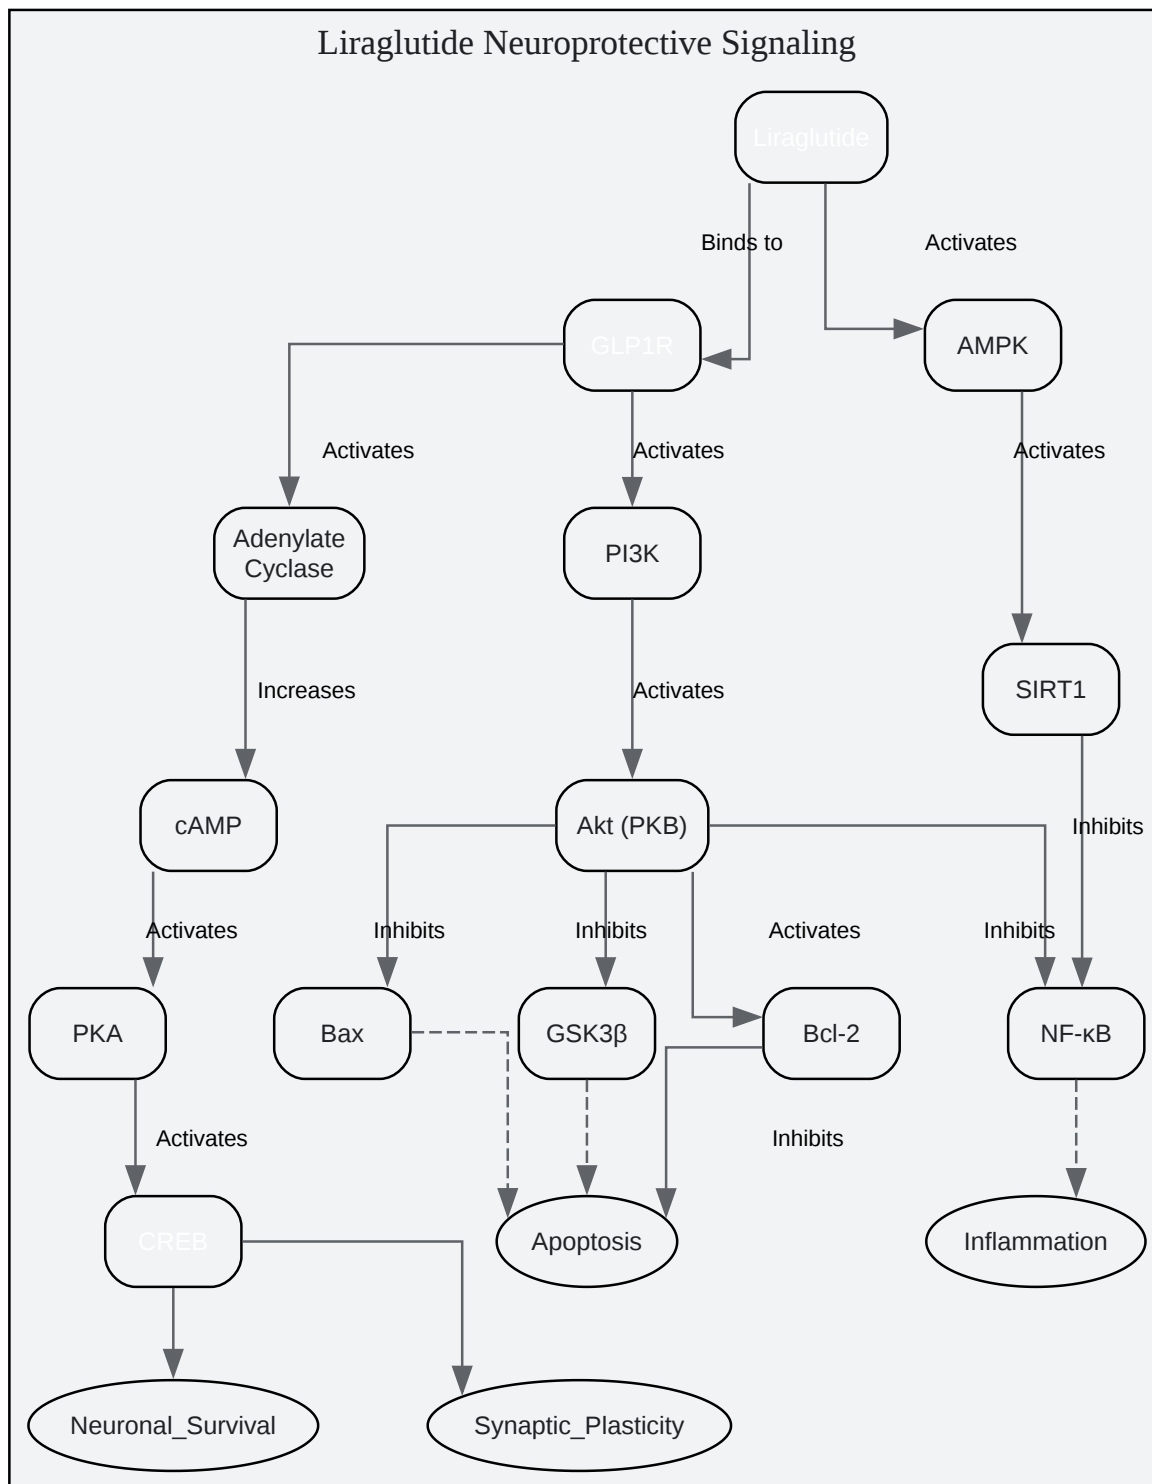 Liraglutide Neuroprotective Signaling
Liraglutide
Binds to
Activates
GLP1R
AMPK
Activates
Activates
Activates
Adenylate
Cyclase
PI3K
SIRT1
Increases
Activates
cAMP
Akt (PKB)
Inhibits
Activates
Inhibits
Inhibits
Activates
Inhibits
PKA
Bax
GSK3β
Bcl-2
NF-κB
Activates
Inhibits
CREB
Apoptosis
Inflammation
Neuronal_Survival
Synaptic_Plasticity